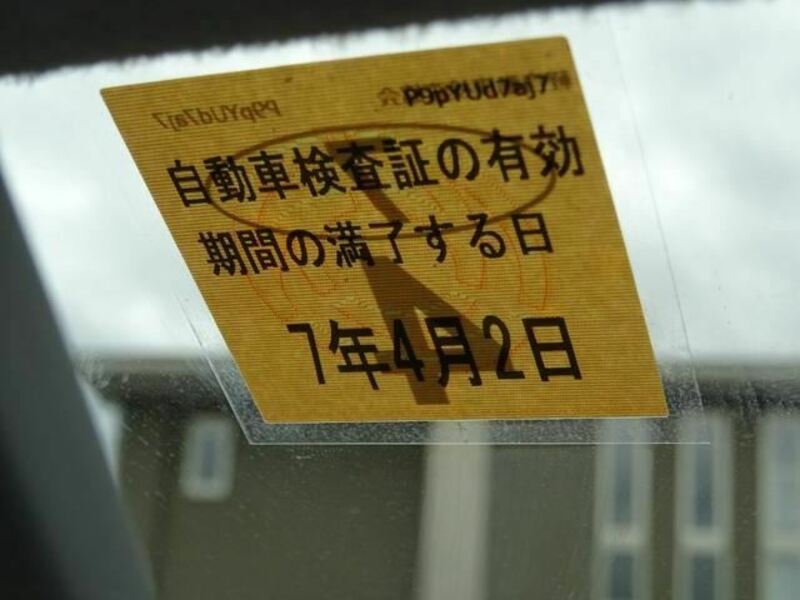 P9pYUd7aj7
自動車検査証の有効
期間の満了する日
7年4月2日